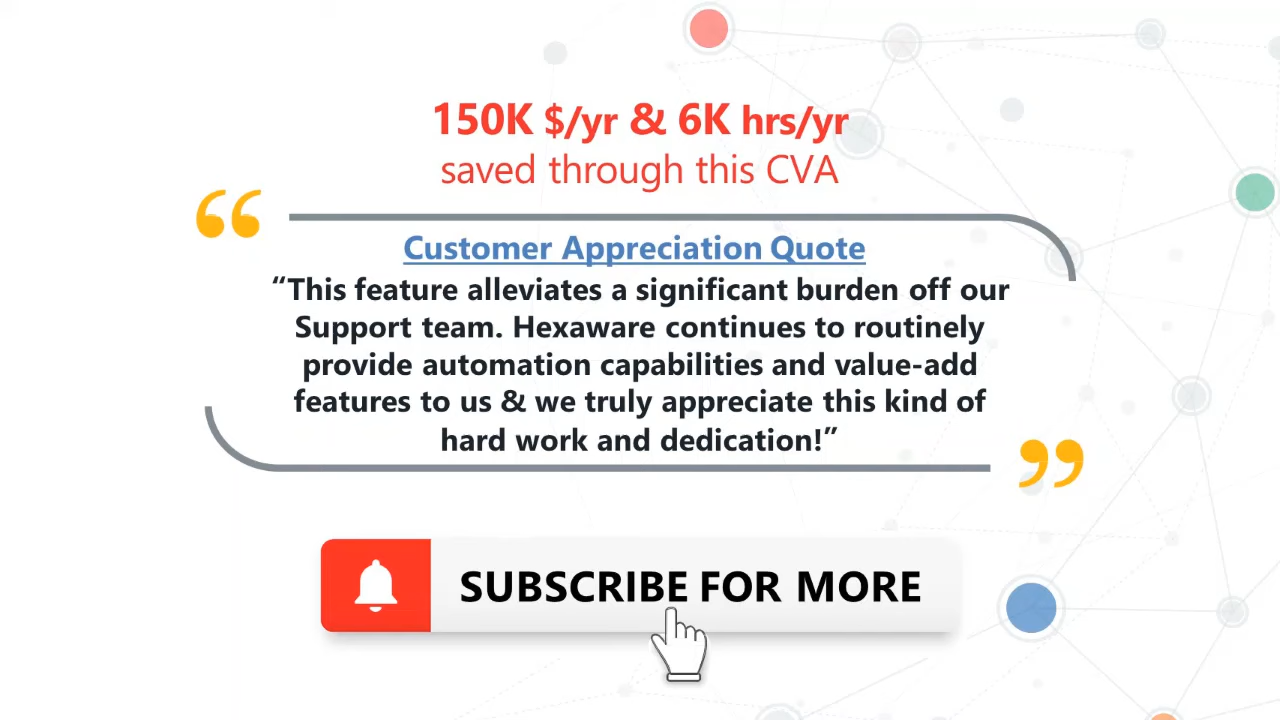 150K $/yr & 6K hrs/yr
saved through this CVA
Customer Appreciation Quote
“This feature alleviates a significant burden off our
Support team. Hexaware continues to routinely
provide automation capabilities and value-add
features to us & we truly appreciate this kind of
hard work and dedication!”
SUBSCRIBE FOR MORE